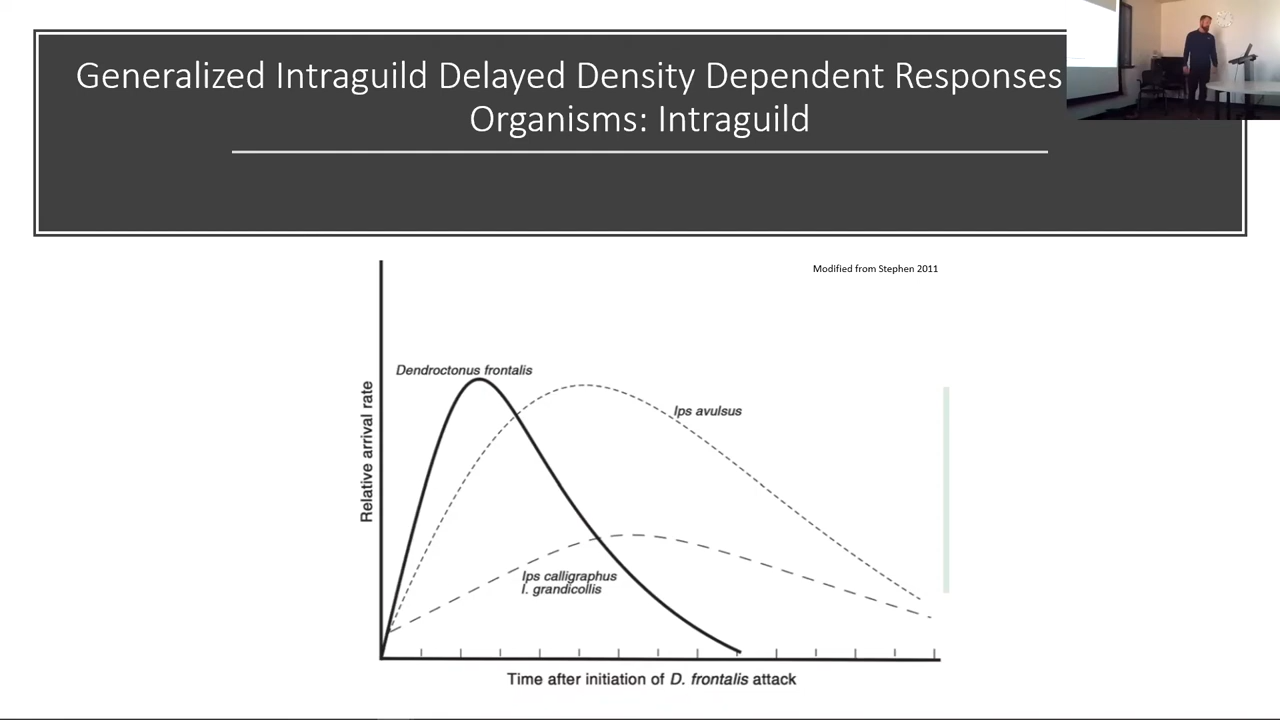 Generalized Intraguild Delayed Density Dependent Responses
Organisms: Intraguild
Modified from Stephen 2011
Dendroctonus frontalis
Ips avulsus
Relative arrival rate
Ips calligraphus
I. grandicollis
Time after initiation of D. frontalis attack